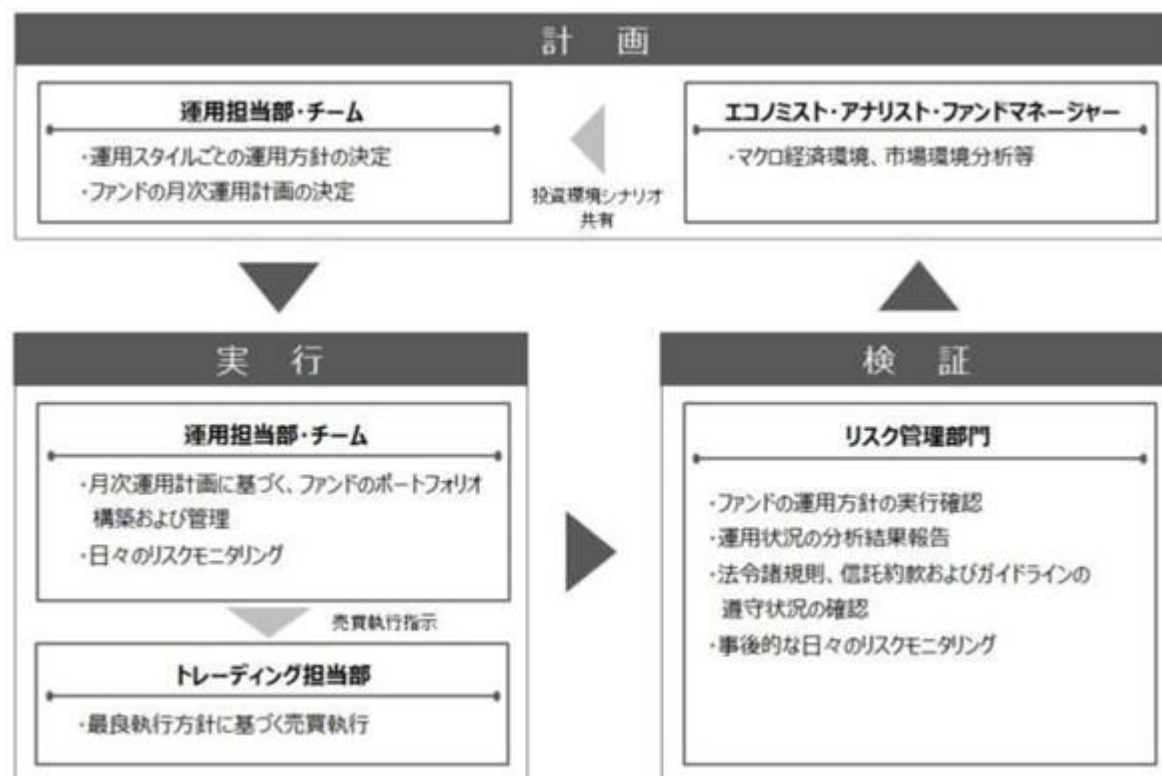 計 画
運用担当部・チーム
・運用スタイルごとの運用方針の決定
・ファンドの月次運用計画の決定
投資環境シナリオ
共有
エコノミスト・アナリスト・ファンドマネージャー
・マクロ経済環境、市場環境分析等
実 行
運用担当部・チーム
・月次運用計画に基づく、ファンドのポートフォリオ
構築および管理
・日々のリスクモニタリング
売買執行指示
トレーディング担当部
・最良執行方針に基づく売買執行
検 証
リスク管理部門
・ファンドの運用方針の実行確認
・運用状況の分析結果報告
・法令諸規則、信託約款およびガイドラインの
遵守状況の確認
・事後的な日々のリスクモニタリング